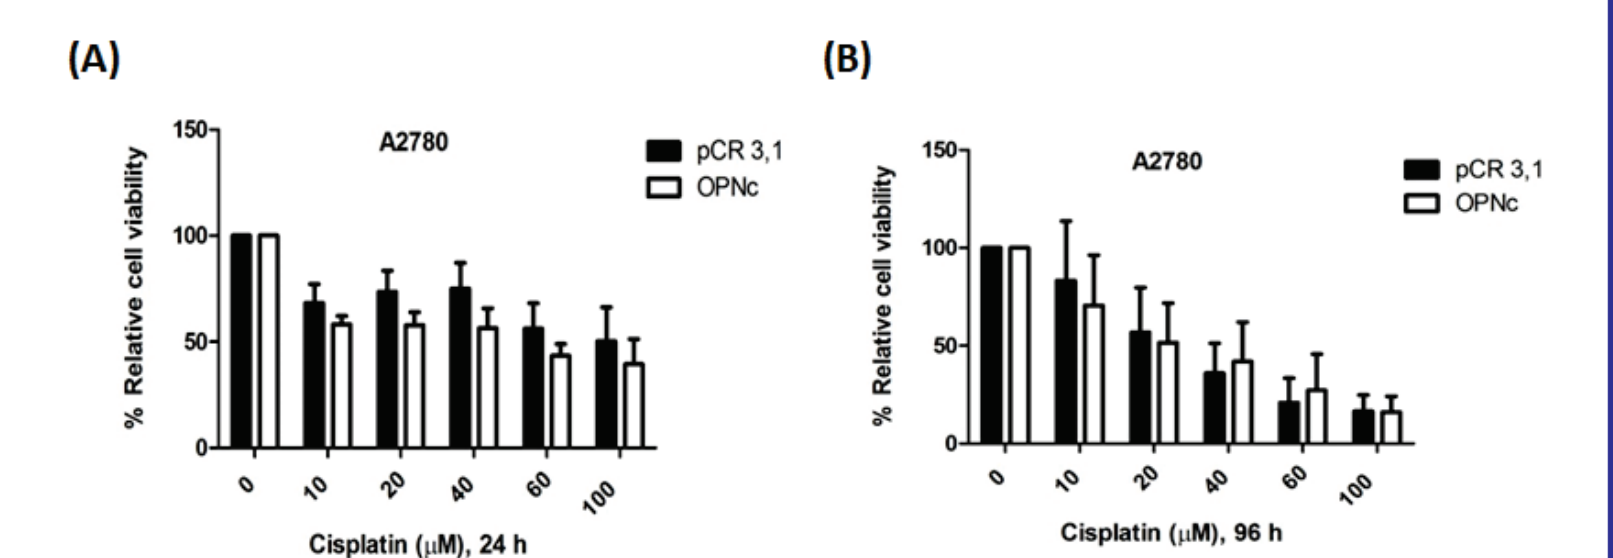 (A)
A2780
pCR 3,1
OPNc
% Relative cell viability
150
100
50
0
0 10 20 40 60 100
Cisplatin (μM), 24 h
(B)
A2780
pCR 3,1
OPNc
% Relative cell viability
150
100
50
0
0 10 20 40 60 100
Cisplatin (μM), 96 h